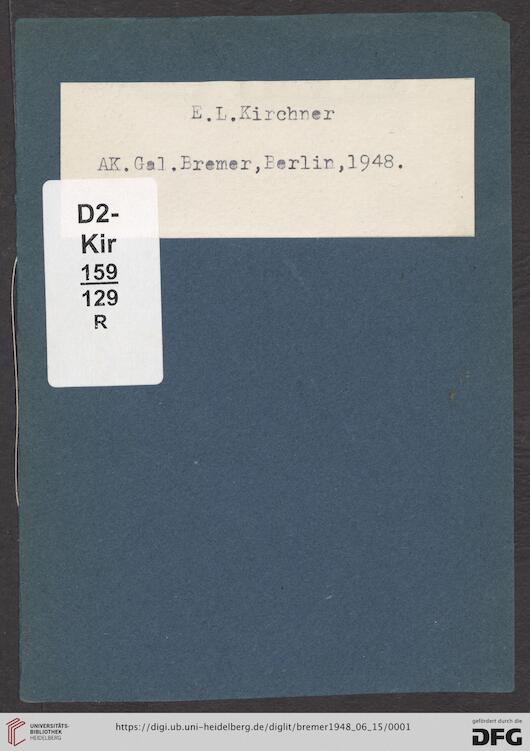 E.L.Kirchner
AK.Gal.Bremer,Berlin,1948.
D2-
Kir
159
129
R
UNIVERSITÄTS-
BIBLIOTHEK
HEIDELBERG
https://digi.ub.uni-heidelberg.de/diglit/bremer1948_06_15/0001
gefördert durch die
DFG